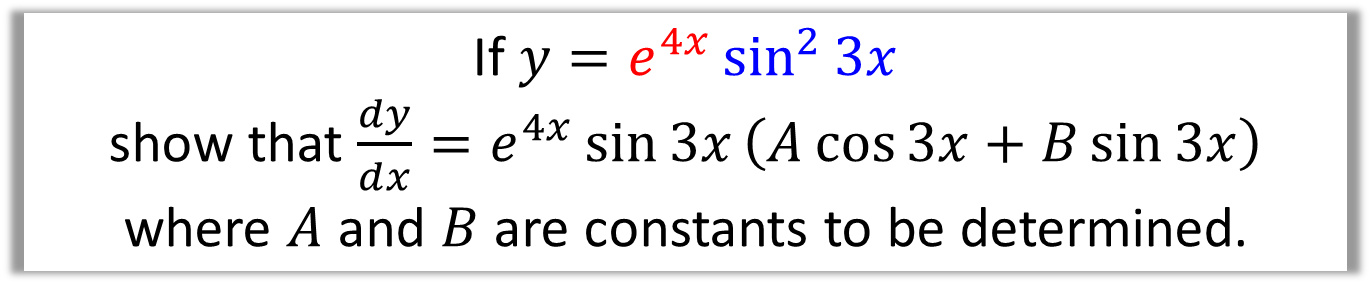 If y = e^{4x} sin² 3x
show that \frac{dy}{dx} = e^{4x} sin 3x (A cos 3x + B sin 3x)
where A and B are constants to be determined.